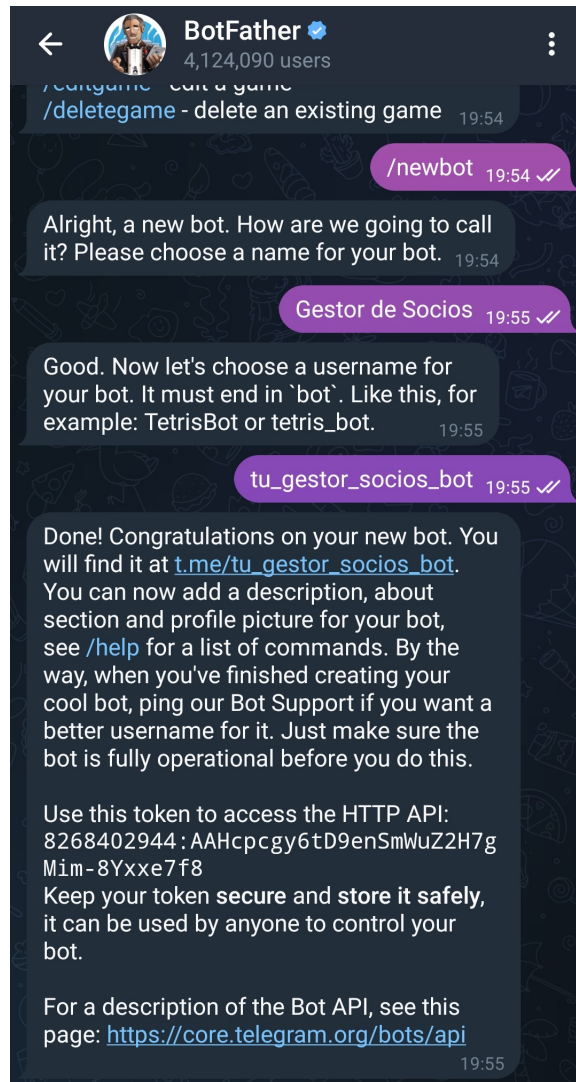 BotFather
4,124,090 users
/editgame - edit a game
/deletegame - delete an existing game 19:54
/newbot 19:54
Alright, a new bot. How are we going to call
it? Please choose a name for your bot. 19:54
Gestor de Socios 19:55
Good. Now let's choose a username for
your bot. It must end in `bot`. Like this, for
example: TetrisBot or tetris_bot. 19:55
tu_gestor_socios_bot 19:55
Done! Congratulations on your new bot. You
will find it at t.me/tu_gestor_socios_bot.
You can now add a description, about
section and profile picture for your bot,
see /help for a list of commands. By the
way, when you've finished creating your
cool bot, ping our Bot Support if you want a
better username for it. Just make sure the
bot is fully operational before you do this.
Use this token to access the HTTP API:
8268402944:AAHcpcgy6tD9enSmWuZ2H7g
Mim-8Yxxe7f8
Keep your token secure and store it safely,
it can be used by anyone to control your
bot.
For a description of the Bot API, see this
page: https://core.telegram.org/bots/api
19:55